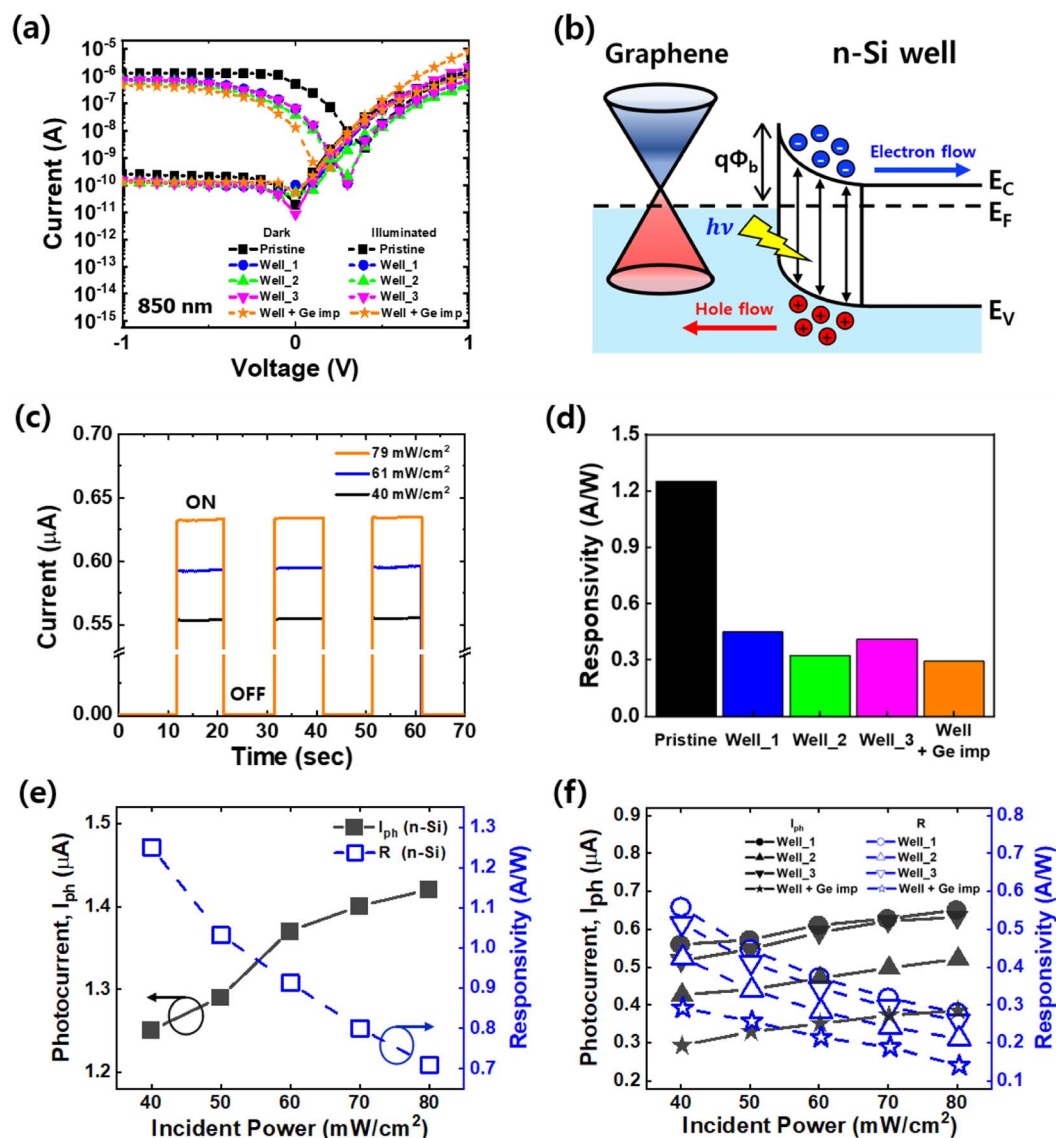 (a)
10⁻⁵
10⁻⁶
10⁻⁷
10⁻⁸
10⁻⁹
10⁻¹⁰
10⁻¹¹
10⁻¹²
10⁻¹³
10⁻¹⁴
10⁻¹⁵
Current (A)
Dark Illuminated
Pristine Pristine
Well_1 Well_1
Well_2 Well_2
Well_3 Well_3
Well + Ge imp Well + Ge imp
850 nm
-1 0 1
Voltage (V)
(b)
Graphene n-Si well
qΦb
Electron flow
E_C
E_F
hν
Hole flow
E_V
(c)
0.70
0.65
0.60
0.55
0.00
Current (μA)
79 mW/cm²
61 mW/cm²
40 mW/cm²
ON
OFF
0 10 20 30 40 50 60 70
Time (sec)
(d)
1.5
1.2
0.9
0.6
0.3
0.0
Responsivity (A/W)
Pristine Well_1 Well_2 Well_3 Well
+ Ge imp
(e)
1.5
1.4
1.3
1.2
Photocurrent, Iph (μA)
Iph (n-Si)
R (n-Si)
1.3
1.2
1.1
1.0
0.9
0.8
0.7
Responsivity (A/W)
40 50 60 70 80
Incident Power (mW/cm²)
(f)
0.9
0.8
0.7
0.6
0.5
0.4
0.3
0.2
Photocurrent, Iph (μA)
Iph R
Well_1 Well_1
Well_2 Well_2
Well_3 Well_3
Well + Ge imp Well + Ge imp
0.8
0.7
0.6
0.5
0.4
0.3
0.2
0.1
Responsivity (A/W)
40 50 60 70 80
Incident Power (mW/cm²)